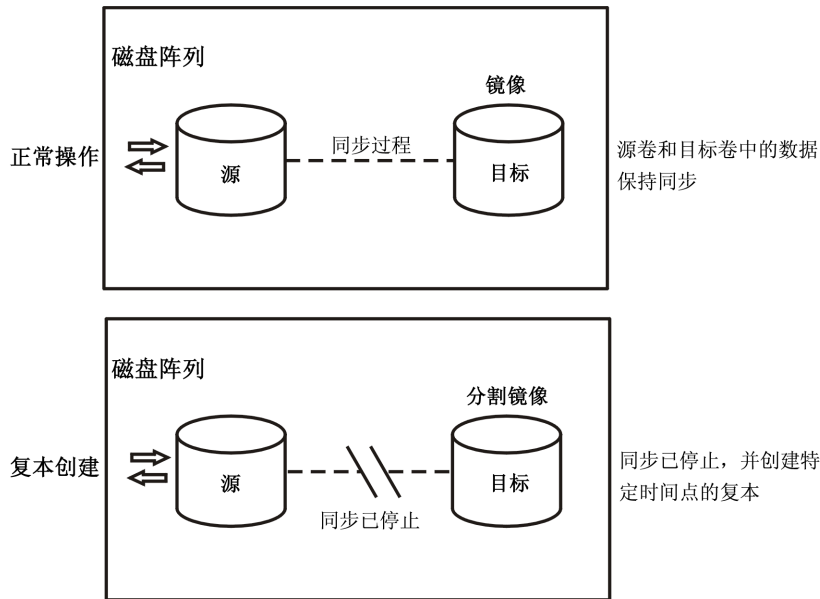 磁盘阵列
镜像
正常操作
同步过程
源
目标
源卷和目标卷中的数据
保持同步
磁盘阵列
分割镜像
复本创建
源
目标
同步已停止
同步已停止，并创建特
定时间点的复本